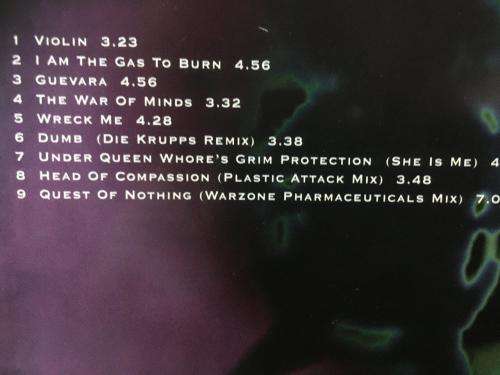 1 Violin 3.23
2 I Am The Gas To Burn 4.56
3 Guevara 4.56
4 The War Of Minds 3.32
5 Wreck Me 4.28
6 Dumb (Die Krupps Remix) 3.38
7 Under Queen Whore's Grim Protection (She Is Me) 4
8 Head Of Compassion (Plastic Attack Mix) 3.48
9 Quest Of Nothing (Warzone Pharmaceuticals Mix) 7.0